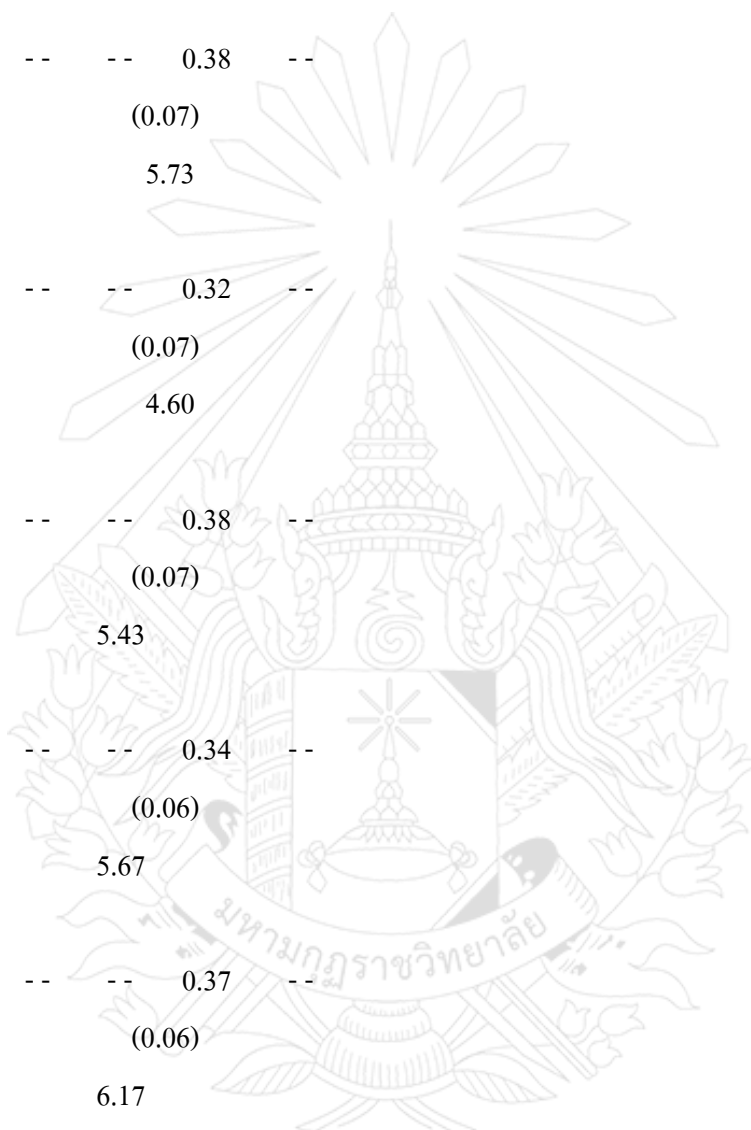 - - - - 0.38 - -
(0.07)
5.73
- - - - 0.32 - -
(0.07)
4.60
- - - - 0.38 - -
(0.07)
5.43
- - - - 0.34 - -
(0.06)
5.67
มหามกุฏราชวิทยาลัย
- - - - 0.37 - -
(0.06)
6.17